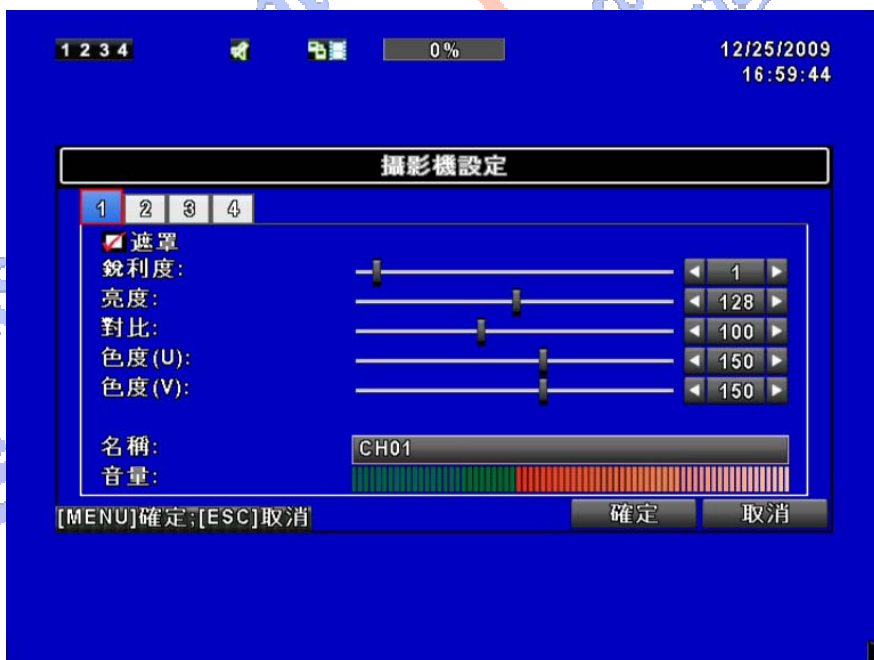 1 2 3 4 0% 12/25/2009
16:59:44
攝影機設定
1 2 3 4
遮罩
銳利度: 1
亮度: 128
對比: 100
色度(U): 150
色度(V): 150
名稱: CH01
音量:
[MENU]確定;[ESC]取消 確定 取消